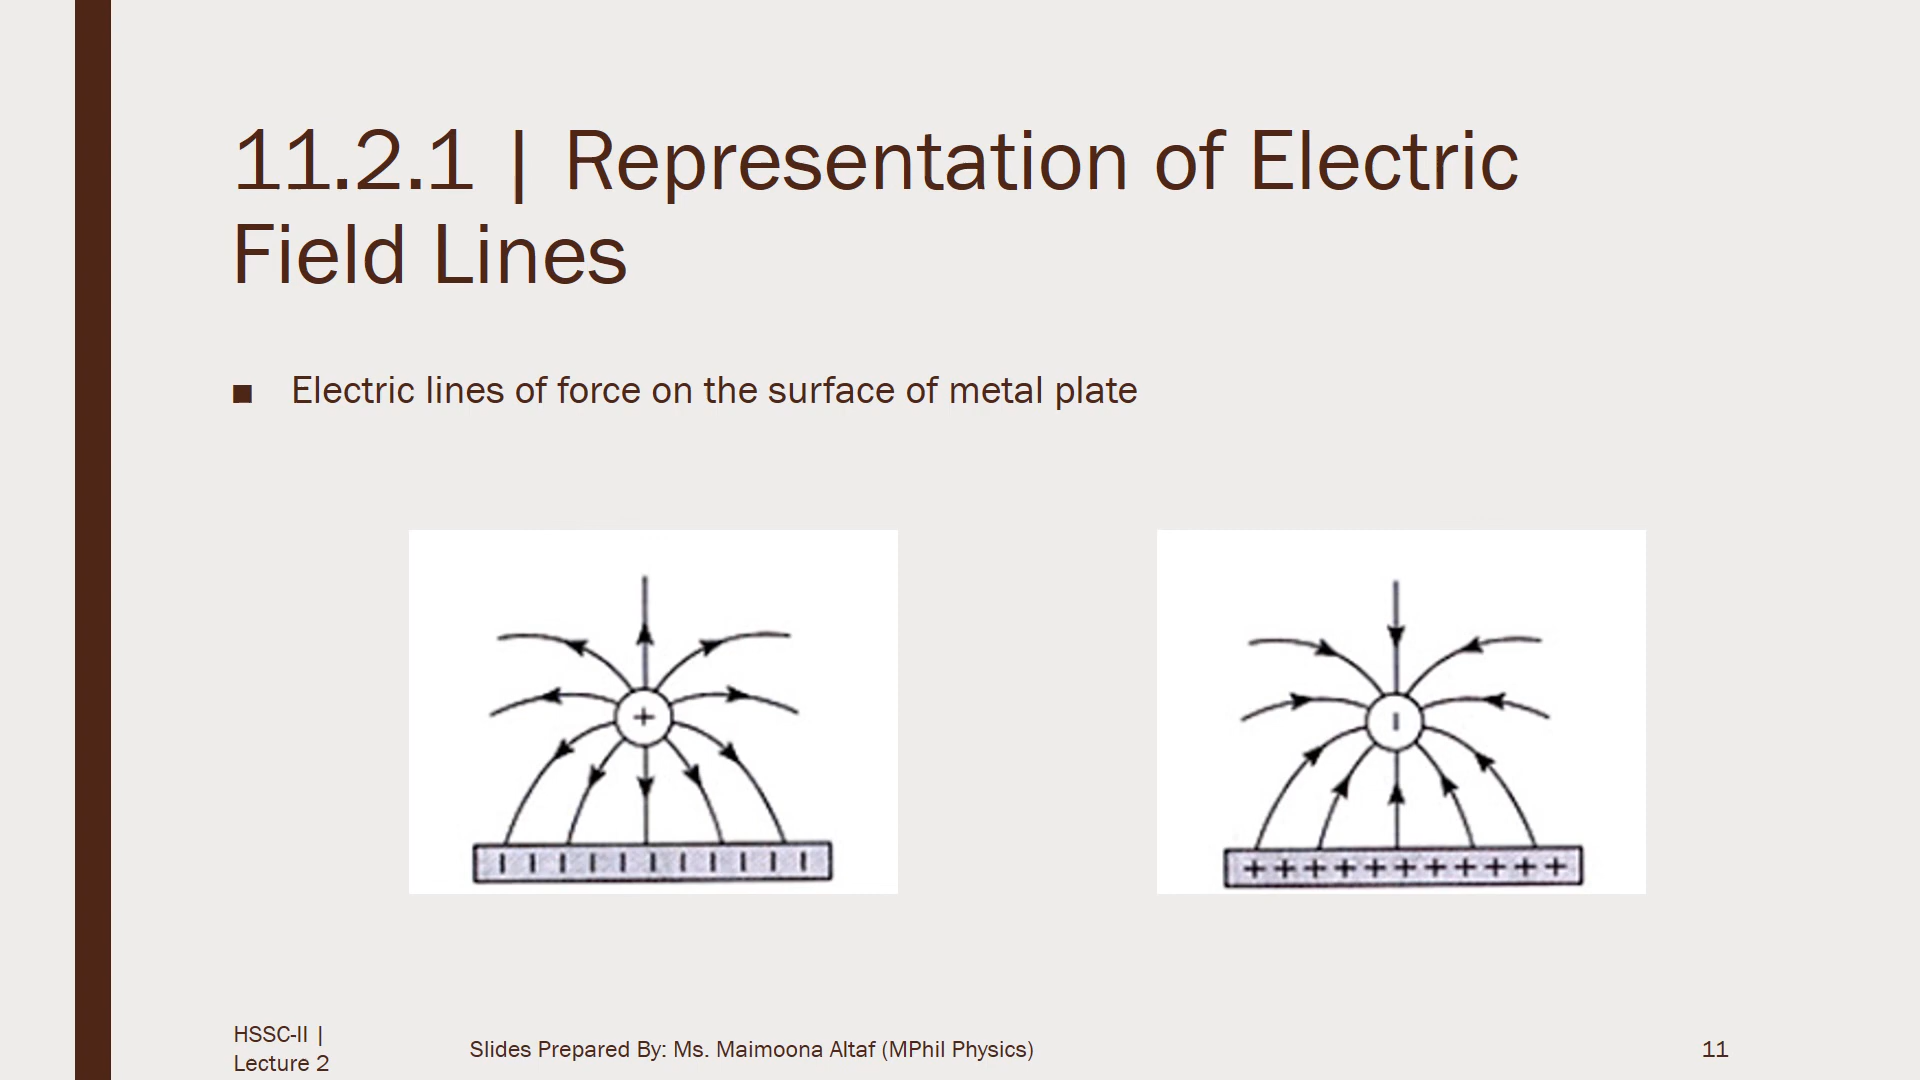 11.2.1 | Representation of Electric
Field Lines
■ Electric lines of force on the surface of metal plate
+
I I I I I I I I I I I
I
+ + + + + + + + + + +
HSSC-II |
Lecture 2
Slides Prepared By: Ms. Maimoona Altaf (MPhil Physics)
11